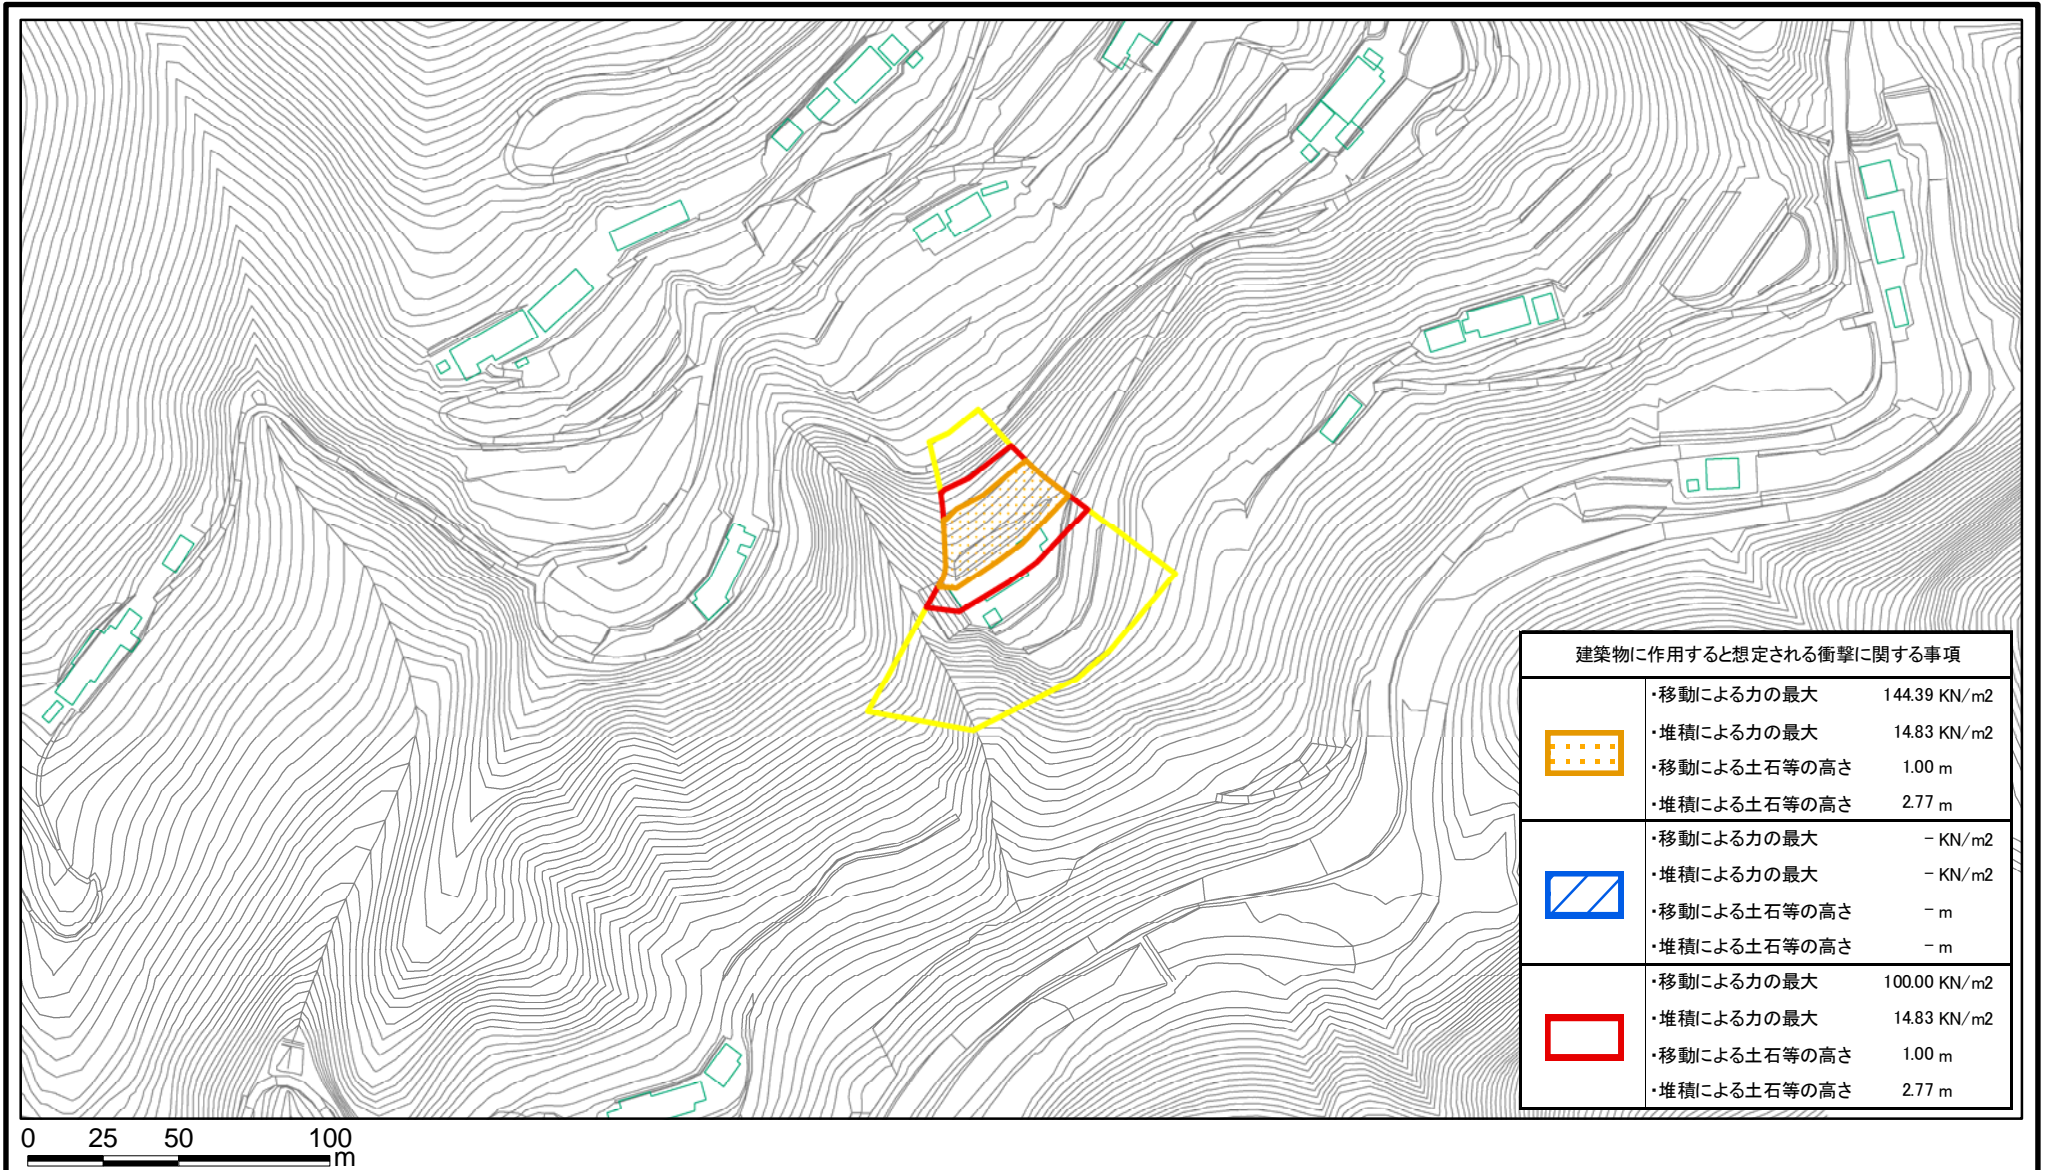 建築物に作用すると想定される衝撃に関する事項
・移動による力の最大 144.39 KN/m2
・堆積による力の最大 14.83 KN/m2
・移動による土石等の高さ 1.00 m
・堆積による土石等の高さ 2.77 m
・移動による力の最大 － KN/m2
・堆積による力の最大 － KN/m2
・移動による土石等の高さ － m
・堆積による土石等の高さ － m
・移動による力の最大 100.00 KN/m2
・堆積による力の最大 14.83 KN/m2
・移動による土石等の高さ 1.00 m
・堆積による土石等の高さ 2.77 m
0 25 50 100
m